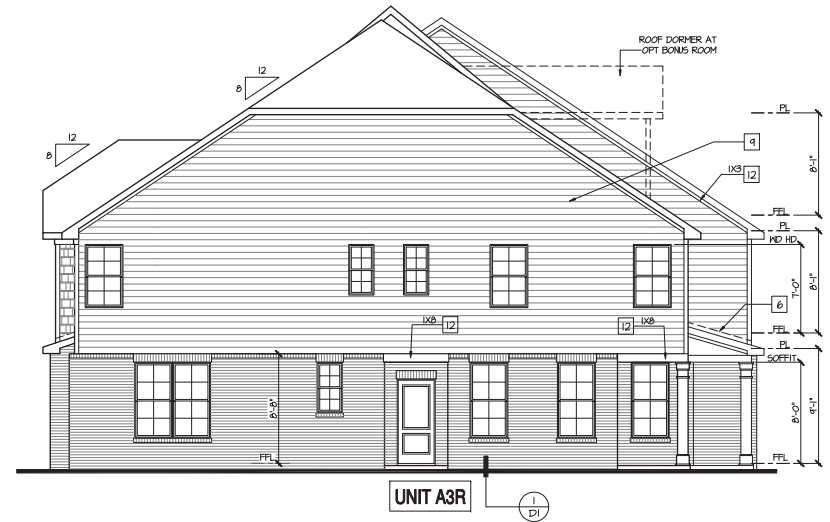 ROOF DORMER AT
OPT BONUS ROOM
12
8
12
8
PL
9
8'-1"
1X3 12
FFL
PL
WD HD
7'-0"
8'-1"
6
FFL
1X8 12
12 1X8
PL
SOFFIT
8'-8"
8'-0"
9'-1"
FFL
FFL
UNIT A3R
1
D1